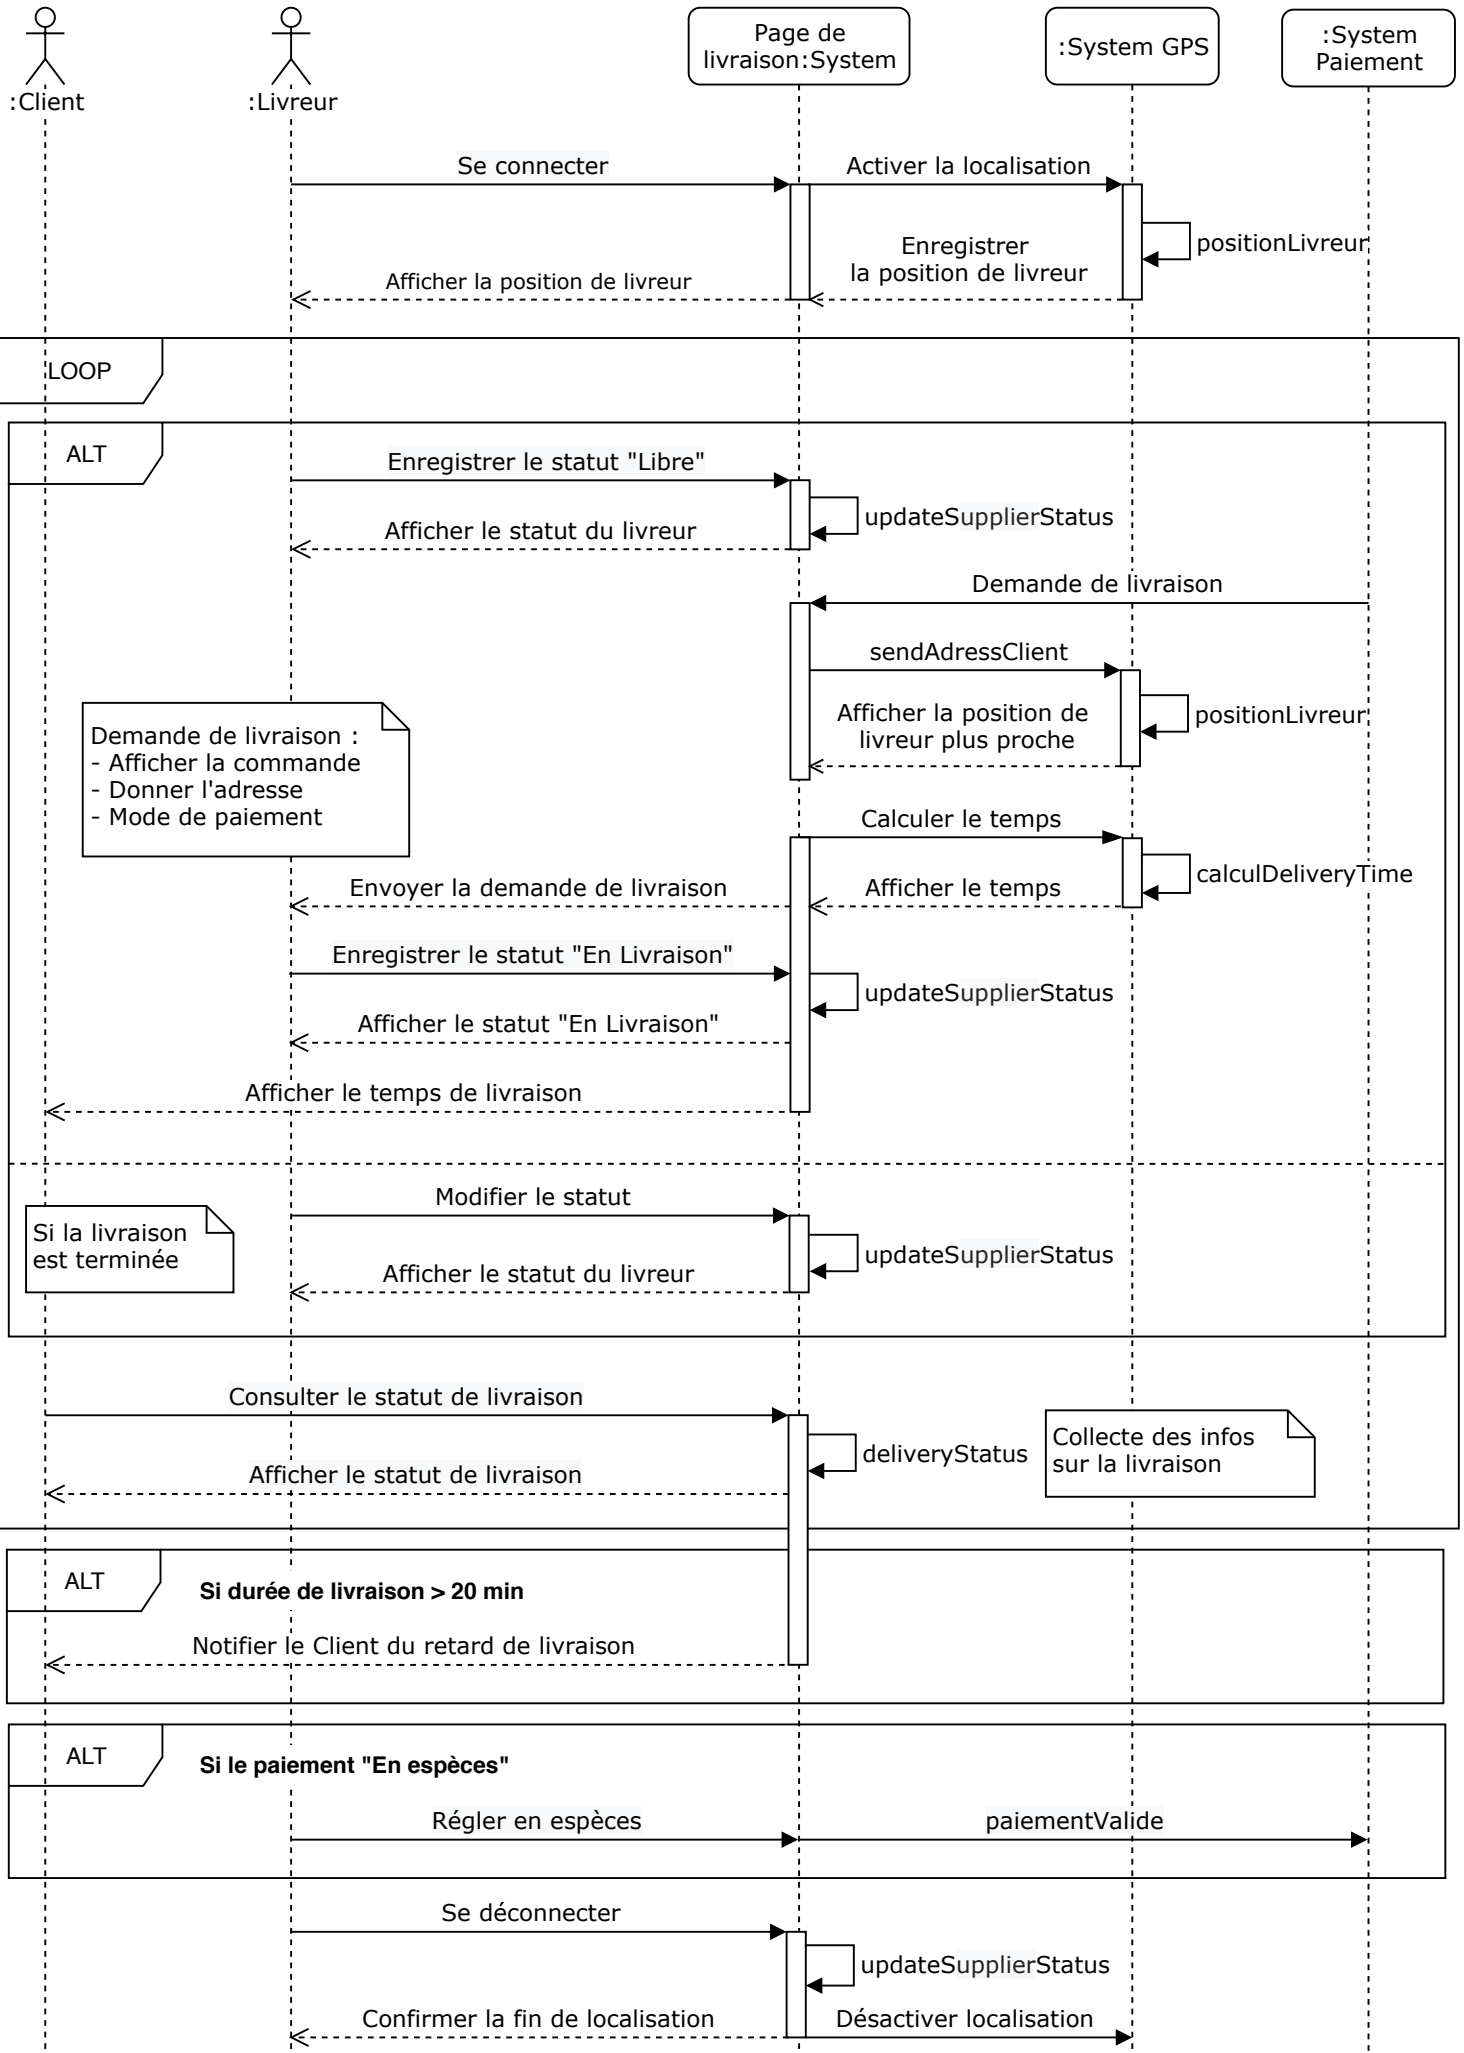 :Client
:Livreur
Page de
livraison:System
:System GPS
:System
Paiement
Se connecter
Activer la localisation
positionLivreur
Enregistrer
la position de livreur
Afficher la position de livreur
LOOP
ALT
Enregistrer le statut "Libre"
updateSupplierStatus
Afficher le statut du livreur
Demande de livraison
sendAdressClient
positionLivreur
Afficher la position de
livreur plus proche
Demande de livraison :
- Afficher la commande
- Donner l'adresse
- Mode de paiement
Calculer le temps
calculDeliveryTime
Envoyer la demande de livraison
Afficher le temps
Enregistrer le statut "En Livraison"
updateSupplierStatus
Afficher le statut "En Livraison"
Afficher le temps de livraison
Modifier le statut
Si la livraison
est terminée
updateSupplierStatus
Afficher le statut du livreur
Consulter le statut de livraison
deliveryStatus
Collecte des infos
sur la livraison
Afficher le statut de livraison
ALT
Si durée de livraison > 20 min
Notifier le Client du retard de livraison
ALT
Si le paiement "En espèces"
Régler en espèces
paiementValide
Se déconnecter
updateSupplierStatus
Confirmer la fin de localisation
Désactiver localisation